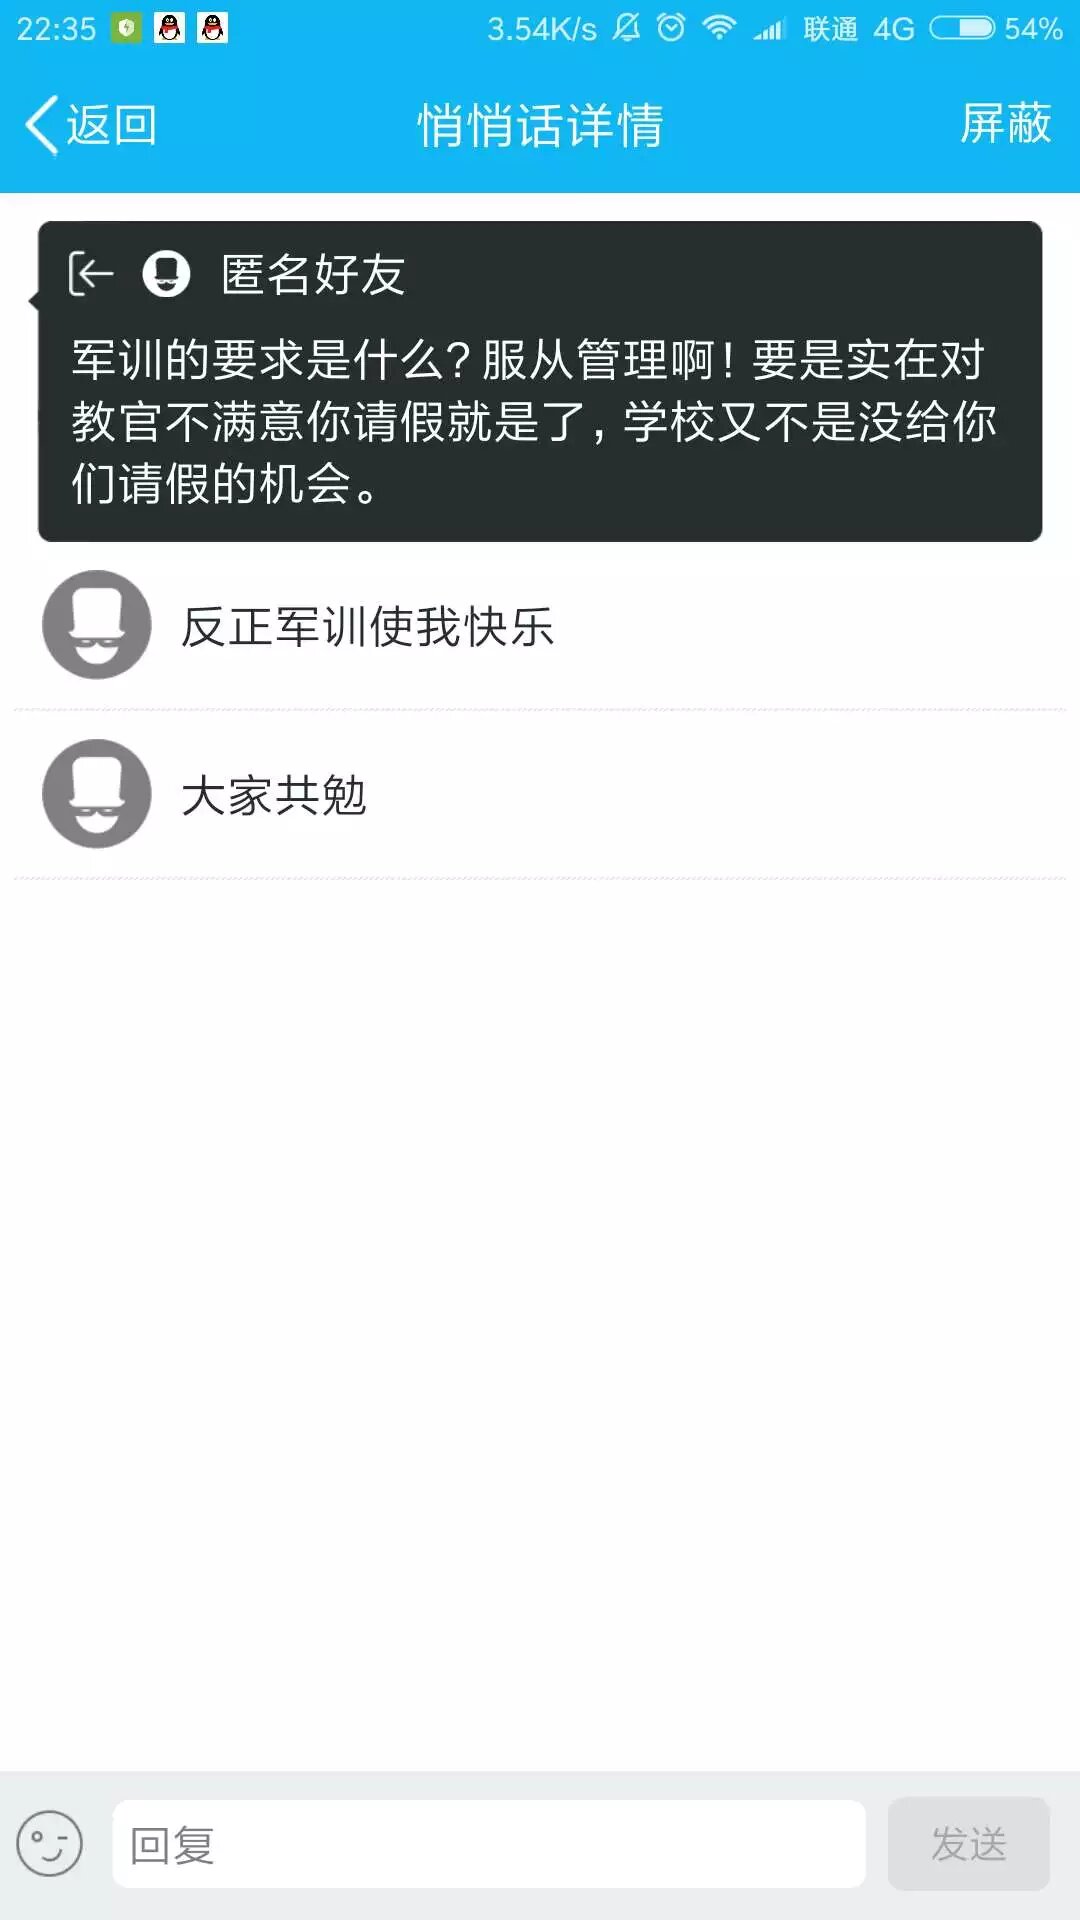 22:35 3.54K/s 联通 4G 54%
返回 悄悄话详情 屏蔽
匿名好友
军训的要求是什么?服从管理啊!要是实在对
教官不满意你请假就是了,学校又不是没给你
们请假的机会。
反正军训使我快乐
大家共勉
回复 发送